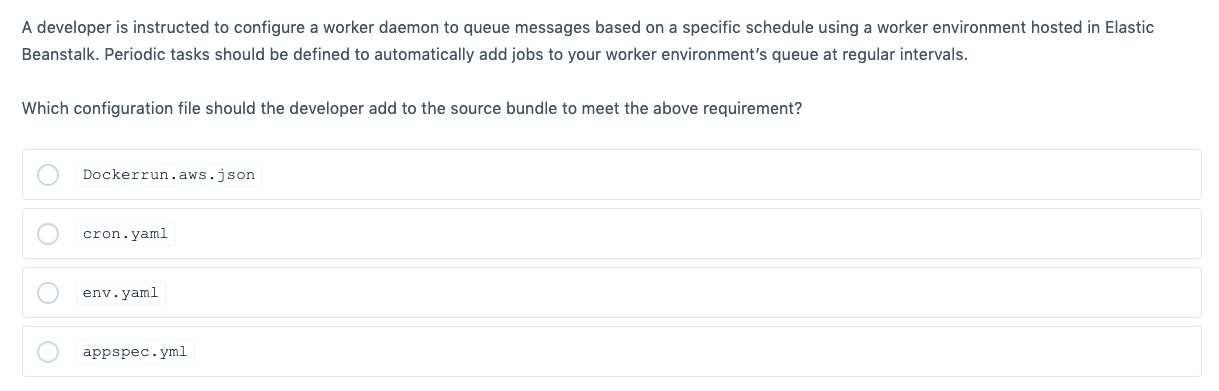 A developer is instructed to configure a worker daemon to queue messages based on a specific schedule using a worker environment hosted in Elastic
Beanstalk. Periodic tasks should be defined to automatically add jobs to your worker environment's queue at regular intervals.
Which configuration file should the developer add to the source bundle to meet the above requirement?
Dockerrun.aws.json
cron.yaml
env.yaml
appspec.yml